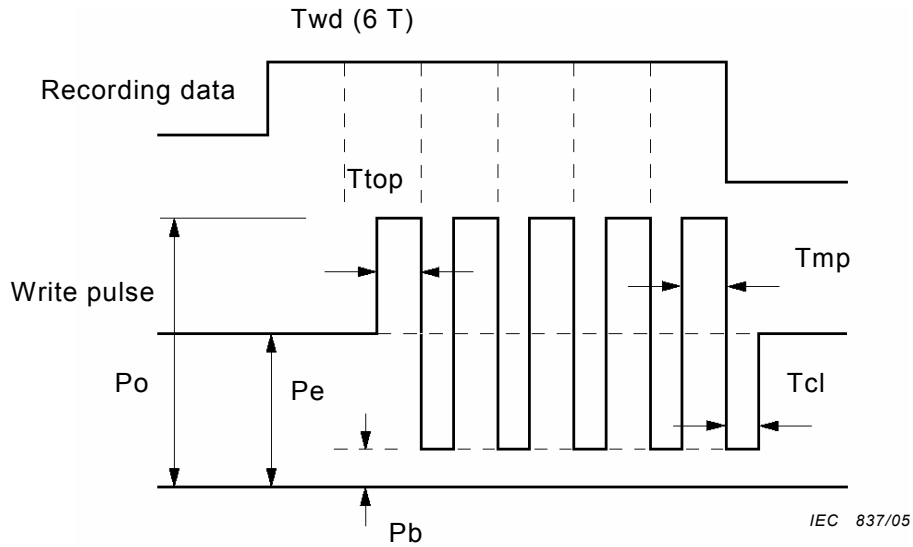 Twd (6 T)
Recording data
Ttop
Tmp
Write pulse
Po
Pe
Tcl
Pb
IEC 837/05